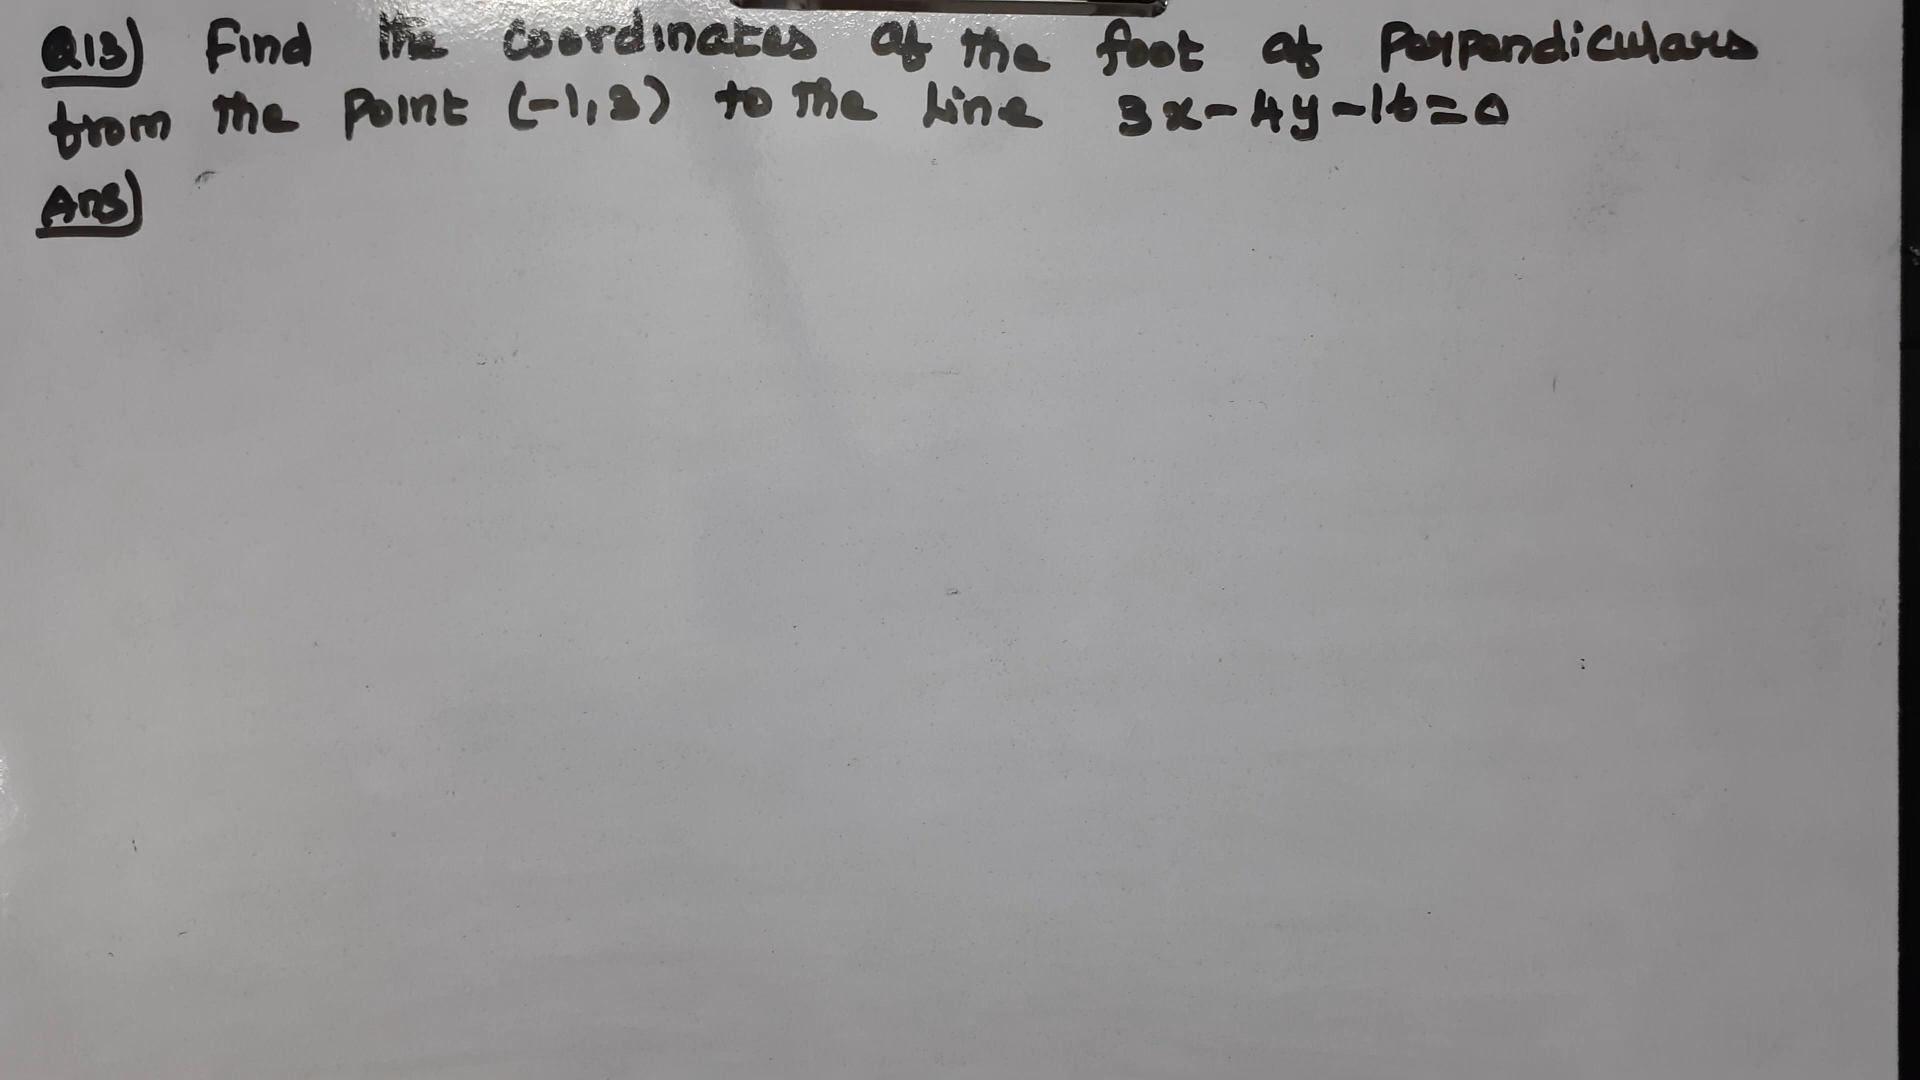 Q13) Find the coordinates of the foot of Perpendiculars
from the Point (-1,3) to the line 3x-4y-16=0
Ans)